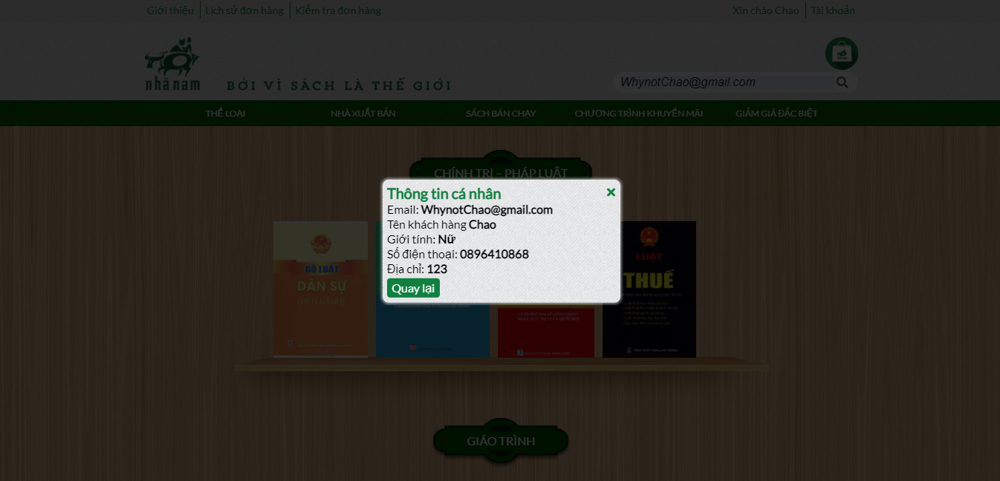 Giới thiệu Lịch sử đơn hàng Kiểm tra đơn hàng Xin chào Chao Tài khoản
nhã nam
BỞI VÌ SÁCH LÀ THẾ GIỚI
WhynotChao@gmail.com
THỂ LOẠI NHÀ XUẤT BẢN SÁCH BÁN CHẠY CHƯƠNG TRÌNH KHUYẾN MÃI GIẢM GIÁ ĐẶC BIỆT
CHÍNH TRỊ – PHÁP LUẬT
Thông tin cá nhân
Email: WhynotChao@gmail.com
Tên khách hàng Chao
Giới tính: Nữ
Số điện thoại: 0896410868
Địa chỉ: 123
Quay lại
BỘ LUẬT
DÂN SỰ
(HIỆN HÀNH)
LUẬT
THUẾ
GIÁO TRÌNH